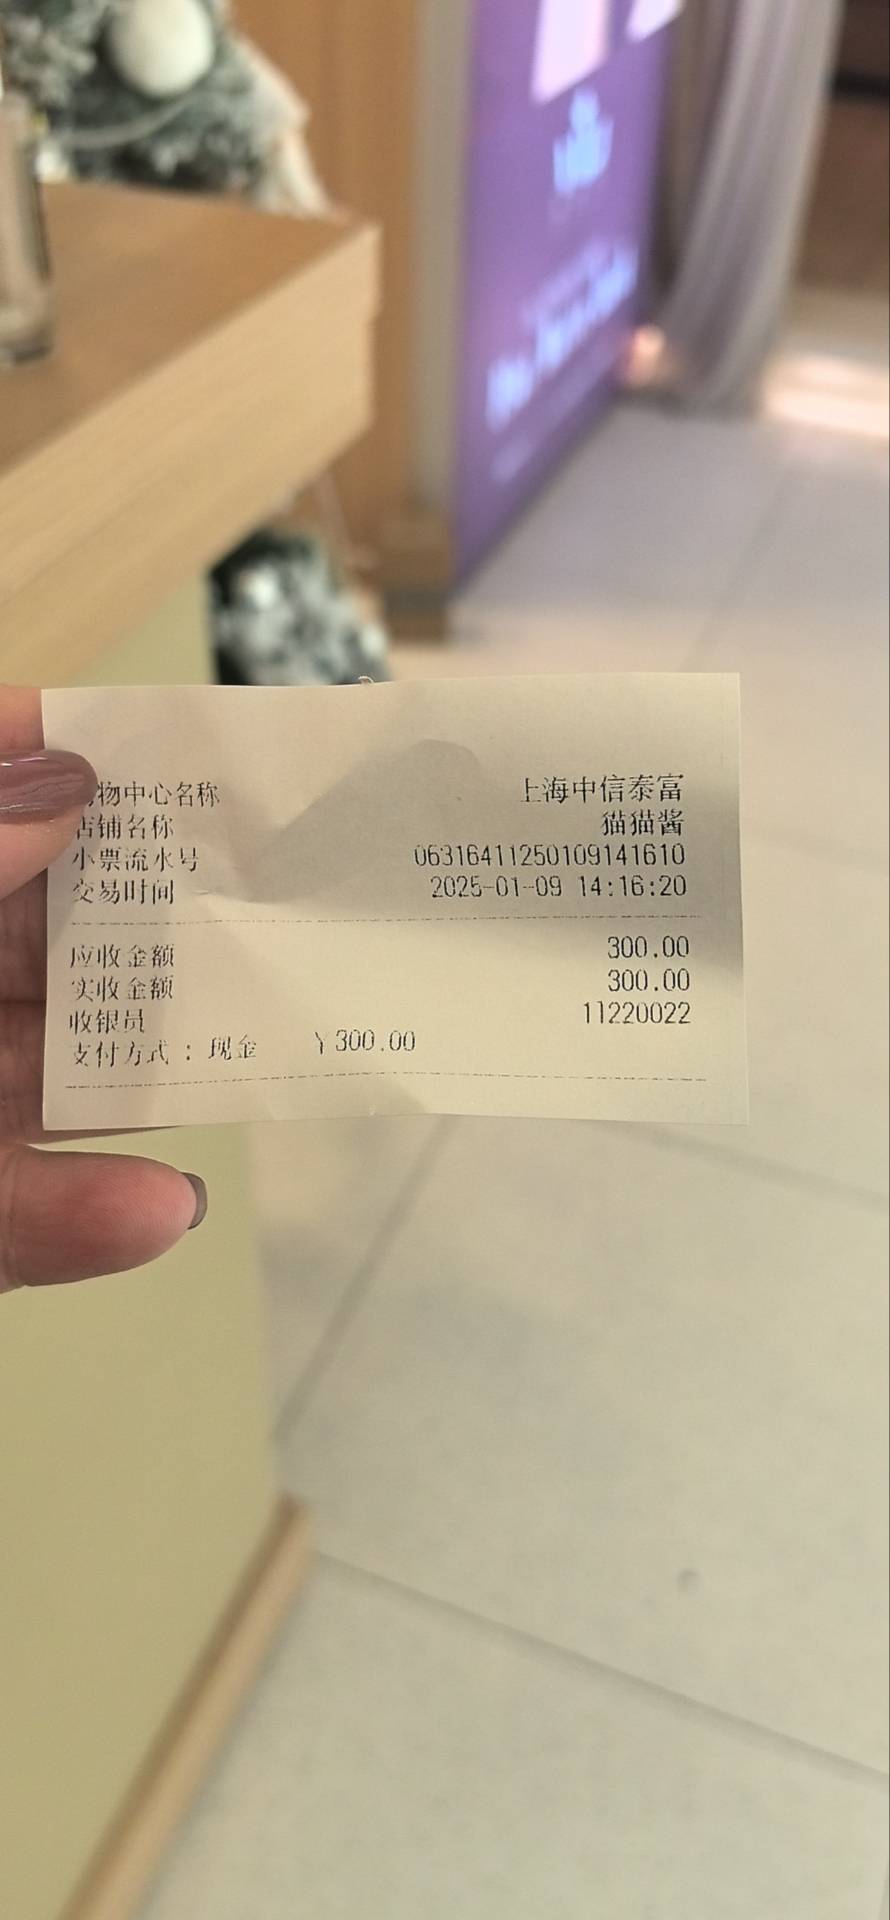 物中心名称 上海中信泰富
店铺名称 猫猫酱
小票流水号 06316411250109141610
交易时间 2025-01-09 14:16:20
应收金额 300.00
实收金额 300.00
收银员 11220022
支付方式：现金 ￥300.00